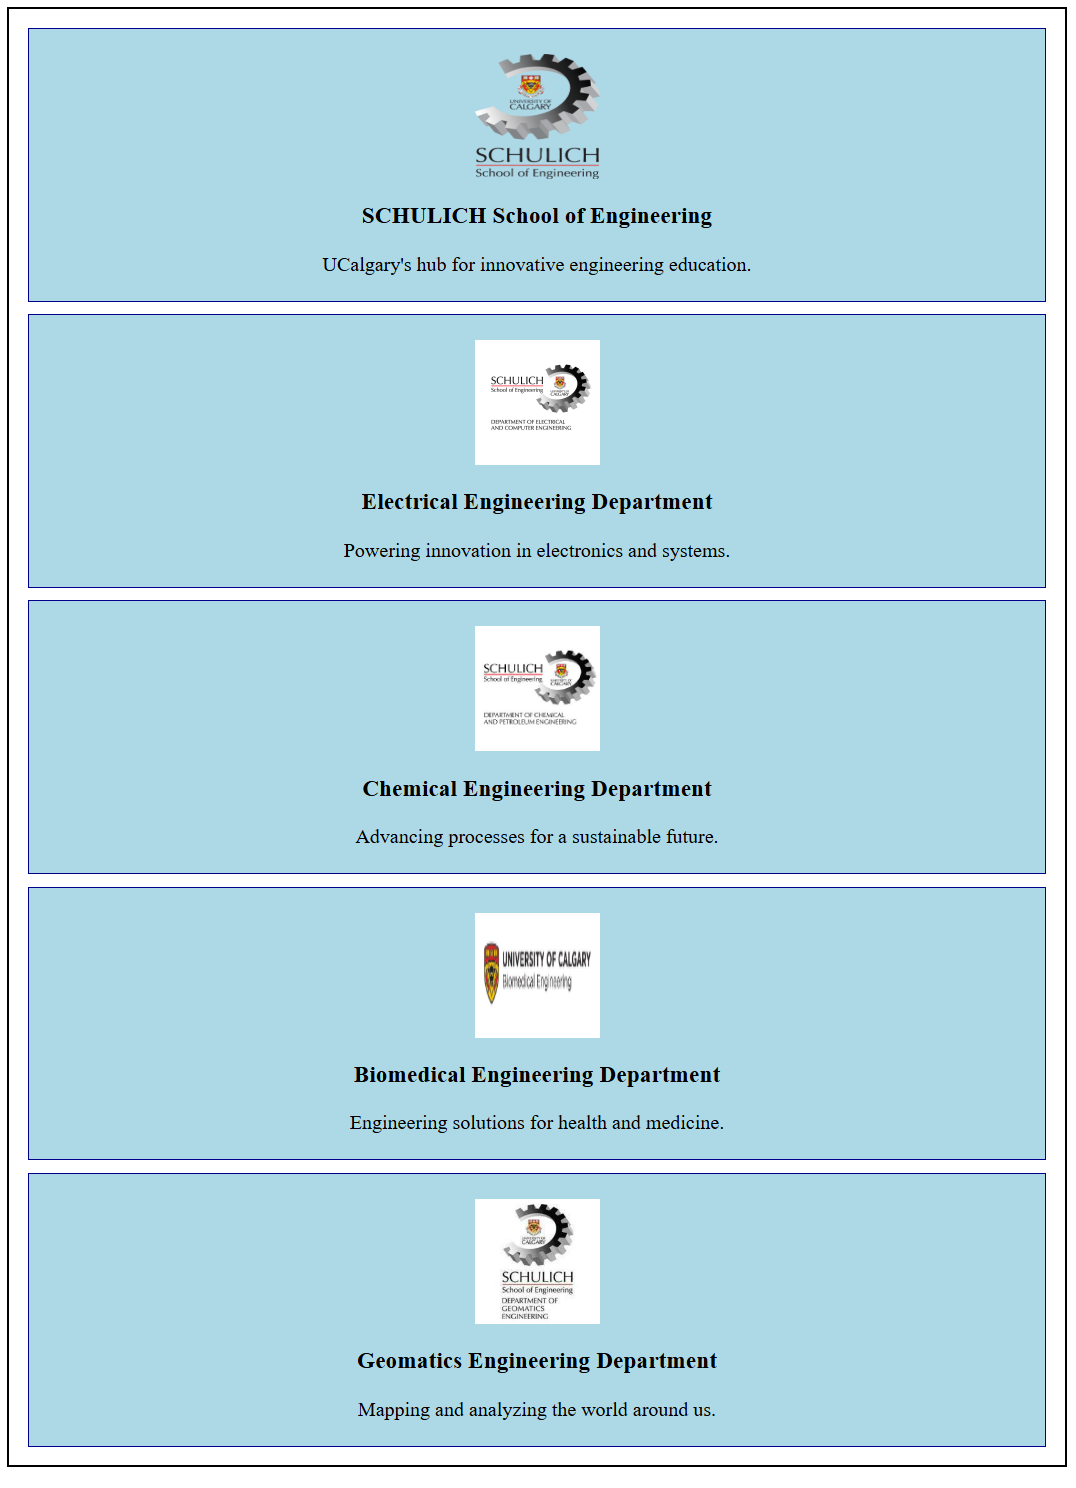 UNIVERSITY OF
CALGARY
SCHULICH
School of Engineering
SCHULICH School of Engineering
UCalgary's hub for innovative engineering education.
SCHULICH
School of Engineering
UNIVERSITY OF
CALGARY
DEPARTMENT OF ELECTRICAL
AND COMPUTER ENGINEERING
Electrical Engineering Department
Powering innovation in electronics and systems.
SCHULICH
School of Engineering
UNIVERSITY OF
CALGARY
DEPARTMENT OF CHEMICAL
AND PETROLEUM ENGINEERING
Chemical Engineering Department
Advancing processes for a sustainable future.
UNIVERSITY OF CALGARY
Biomedical Engineering
Biomedical Engineering Department
Engineering solutions for health and medicine.
UNIVERSITY OF
CALGARY
SCHULICH
School of Engineering
DEPARTMENT OF
GEOMATICS
ENGINEERING
Geomatics Engineering Department
Mapping and analyzing the world around us.